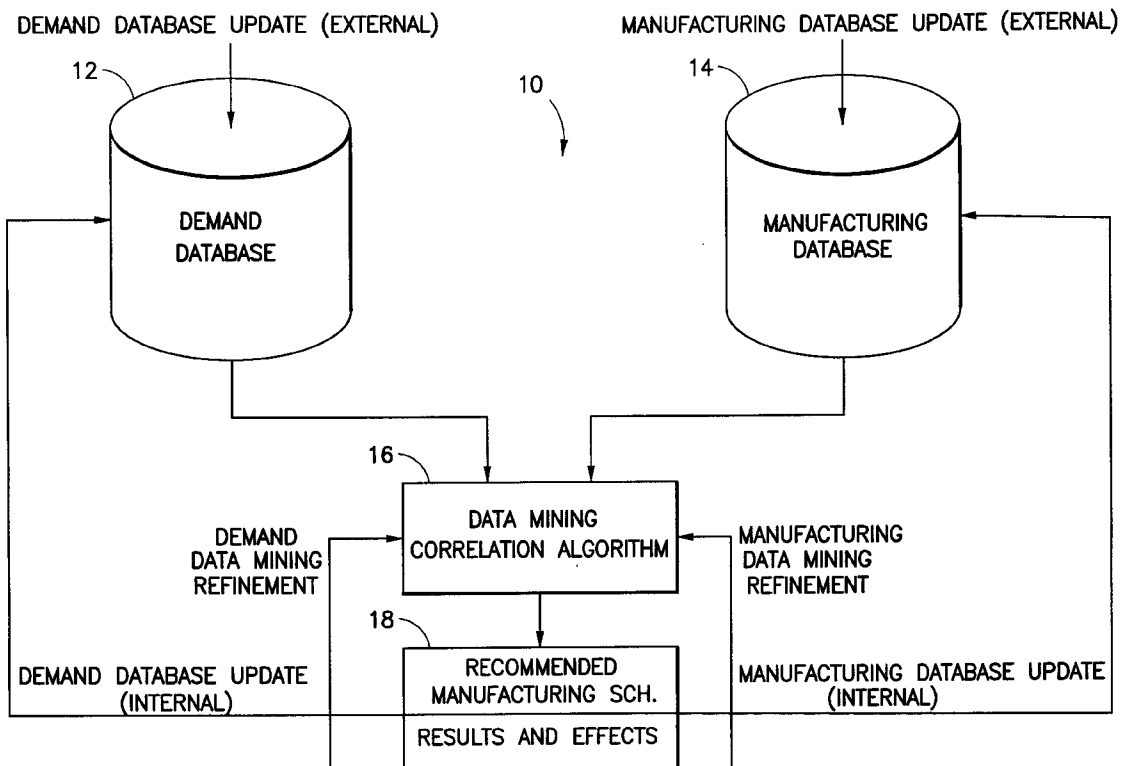 DEMAND DATABASE UPDATE (EXTERNAL)
MANUFACTURING DATABASE UPDATE (EXTERNAL)
12
10
14
DEMAND
DATABASE
MANUFACTURING
DATABASE
16
DATA MINING
CORRELATION ALGORITHM
DEMAND
DATA MINING
REFINEMENT
MANUFACTURING
DATA MINING
REFINEMENT
18
RECOMMENDED
MANUFACTURING SCH.
RESULTS AND EFFECTS
DEMAND DATABASE UPDATE
(INTERNAL)
MANUFACTURING DATABASE UPDATE
(INTERNAL)